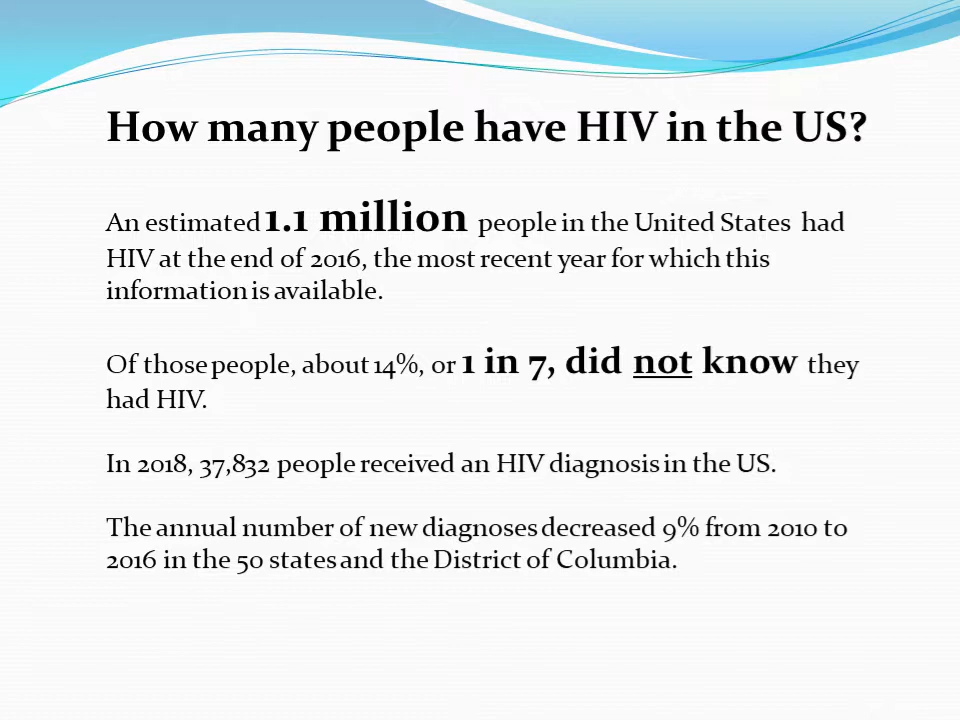 How many people have HIV in the US?
An estimated 1.1 million people in the United States had
HIV at the end of 2016, the most recent year for which this
information is available.
Of those people, about 14%, or 1 in 7, did not know they
had HIV.
In 2018, 37,832 people received an HIV diagnosis in the US.
The annual number of new diagnoses decreased 9% from 2010 to
2016 in the 50 states and the District of Columbia.